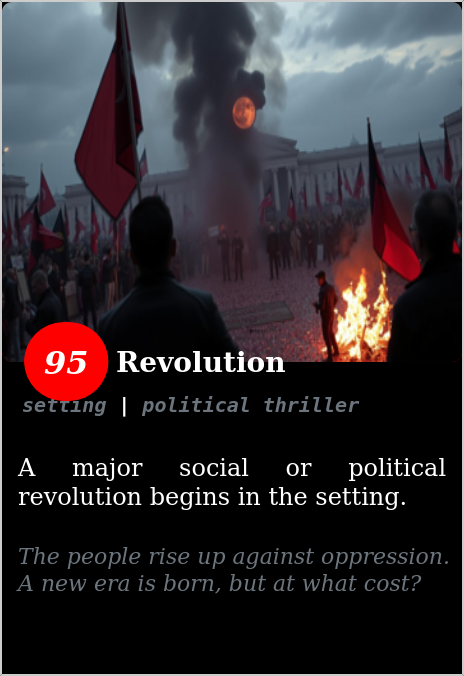 95 Revolution
setting | political thriller
A major social or political
revolution begins in the setting.
The people rise up against oppression.
A new era is born, but at what cost?